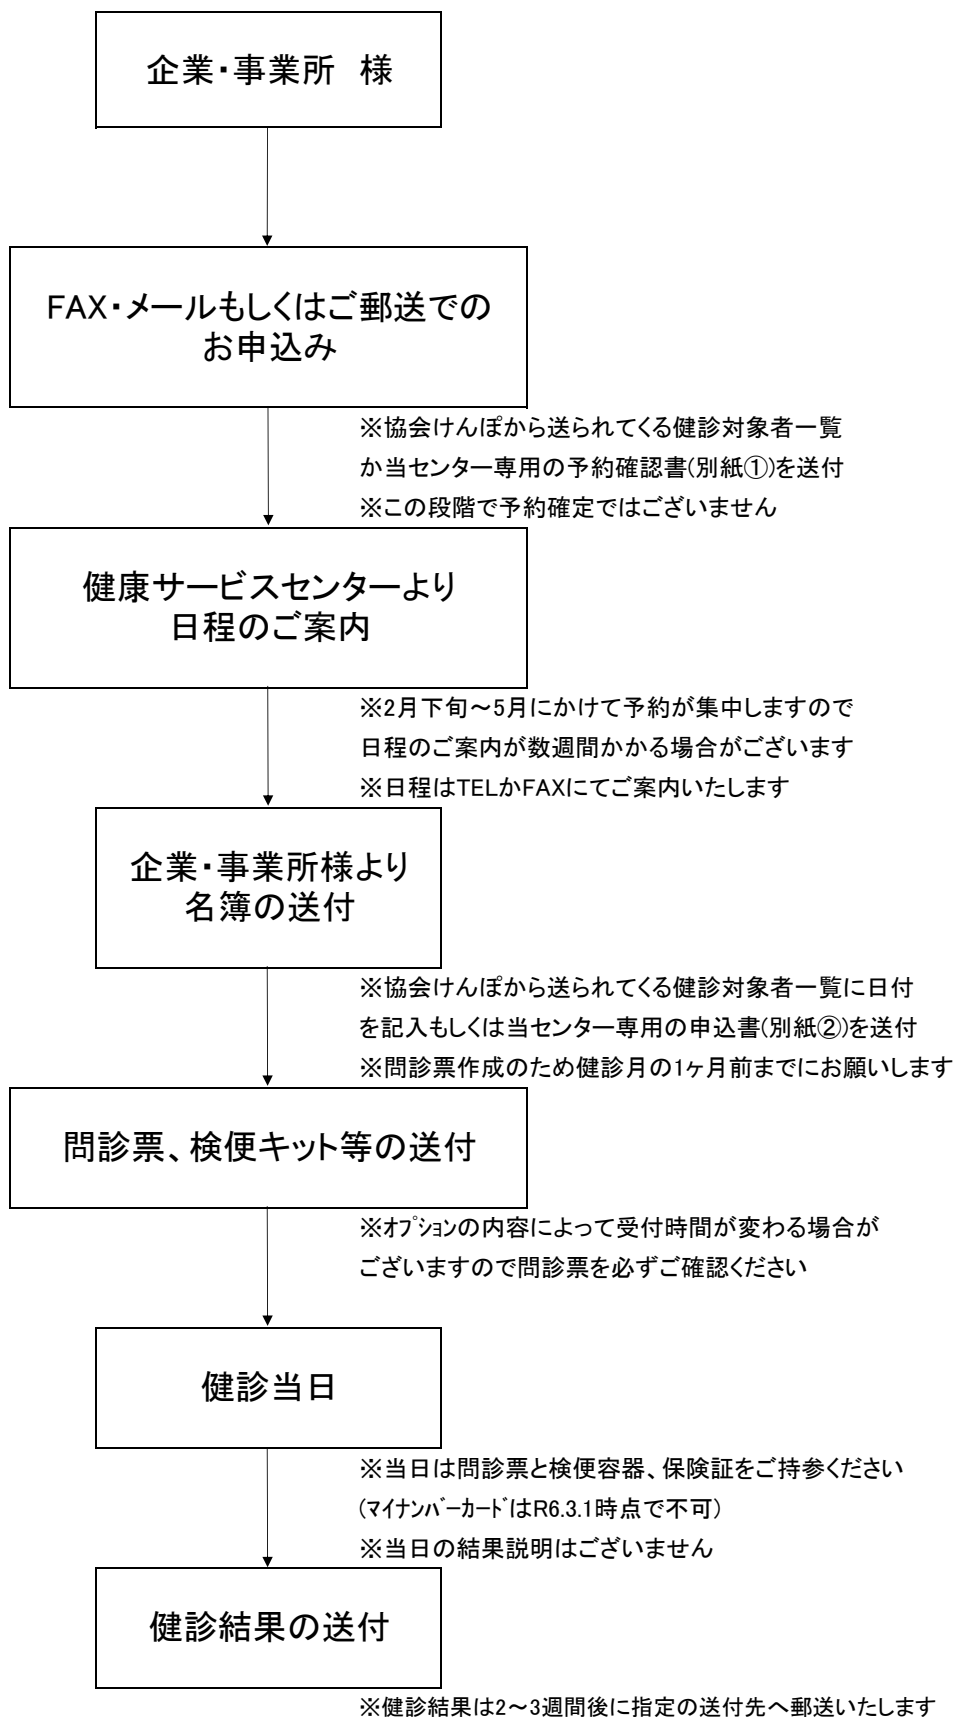 企業・事業所　様
FAX・メールもしくはご郵送での
お申込み
※協会けんぽから送られてくる健診対象者一覧
か当センター専用の予約確認書(別紙①)を送付
※この段階で予約確定ではございません
健康サービスセンターより
日程のご案内
※2月下旬～5月にかけて予約が集中しますので
日程のご案内が数週間かかる場合がございます
※日程はTELかFAXにてご案内いたします
企業・事業所様より
名簿の送付
※協会けんぽから送られてくる健診対象者一覧に日付
を記入もしくは当センター専用の申込書(別紙②)を送付
※問診票作成のため健診月の1ヶ月前までにお願いします
問診票、検便キット等の送付
※ｵﾌﾟｼｮﾝの内容によって受付時間が変わる場合が
ございますので問診票を必ずご確認ください
健診当日
※当日は問診票と検便容器、保険証をご持参ください
(ﾏｲﾅﾝﾊﾞｰｶｰﾄﾞはR6.3.1時点で不可)
※当日の結果説明はございません
健診結果の送付
※健診結果は2～3週間後に指定の送付先へ郵送いたします